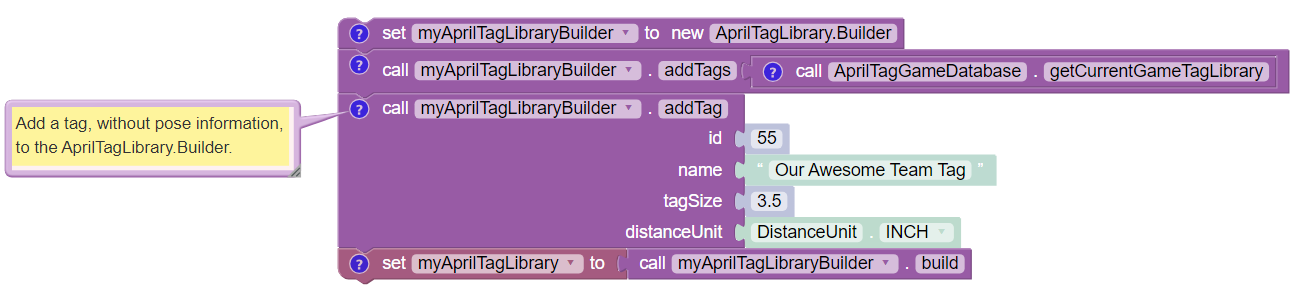 ? set myAprilTagLibraryBuilder ▾ to new AprilTagLibrary.Builder
? call myAprilTagLibraryBuilder ▾ . addTags ? call AprilTagGameDatabase . getCurrentGameTagLibrary
? call myAprilTagLibraryBuilder ▾ . addTag
Add a tag, without pose information,
to the AprilTagLibrary.Builder.
id 55
name “ Our Awesome Team Tag ”
tagSize 3.5
distanceUnit DistanceUnit . INCH ▾
? set myAprilTagLibrary ▾ to call myAprilTagLibraryBuilder ▾ . build